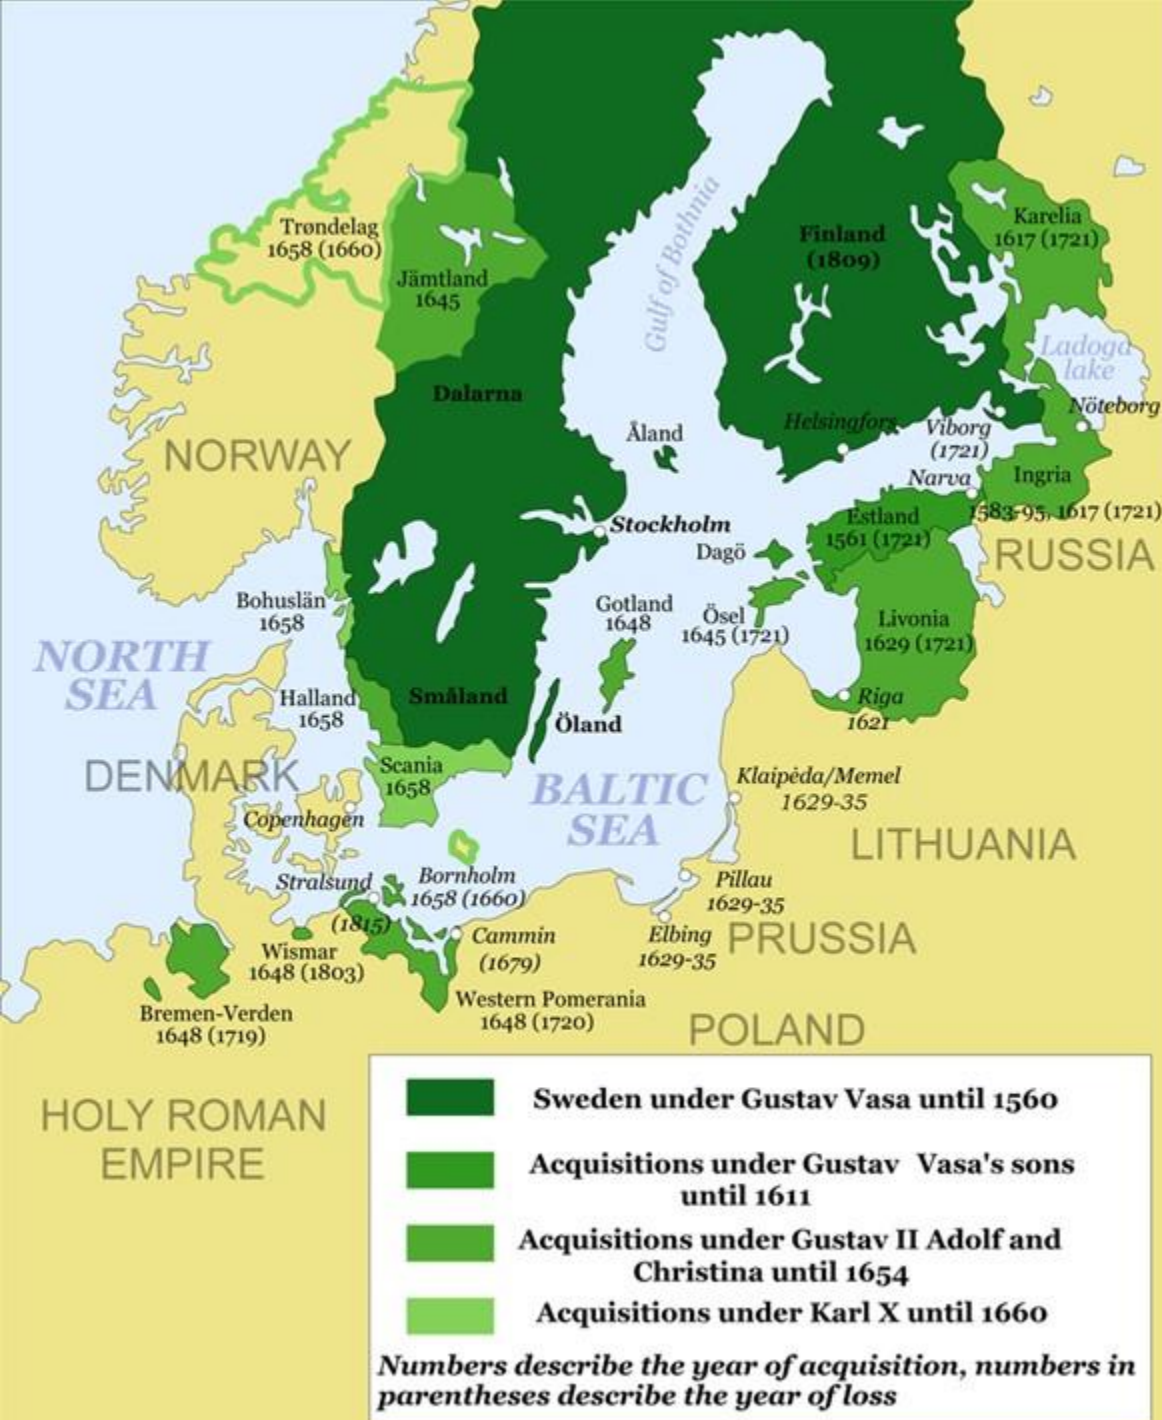 Trøndelag
1658 (1660)
Jämtland
1645
Gulf of Bothnia
Finland
(1809)
Karelia
1617 (1721)
Ladoga
lake
Nöteborg
Dalarna
NORWAY
Åland
Helsingfors
Viborg
(1721)
Narva
Ingria
1583-95, 1617 (1721)
Stockholm
Estland
1561 (1721)
RUSSIA
Dagö
Bohuslän
1658
Gotland
1648
Ösel
1645 (1721)
Livonia
1629 (1721)
NORTH
SEA
Halland
1658
Småland
Öland
Riga
1621
DENMARK
Scania
1658
BALTIC
SEA
Klaipėda/Memel
1629-35
Copenhagen
LITHUANIA
Stralsund
(1815)
Bornholm
1658 (1660)
Pillau
1629-35
Wismar
1648 (1803)
Cammin
(1679)
Elbing
1629-35
PRUSSIA
Bremen-Verden
1648 (1719)
Western Pomerania
1648 (1720)
POLAND
HOLY ROMAN
EMPIRE
Sweden under Gustav Vasa until 1560
Acquisitions under Gustav Vasa's sons
until 1611
Acquisitions under Gustav II Adolf and
Christina until 1654
Acquisitions under Karl X until 1660
Numbers describe the year of acquisition, numbers in
parentheses describe the year of loss